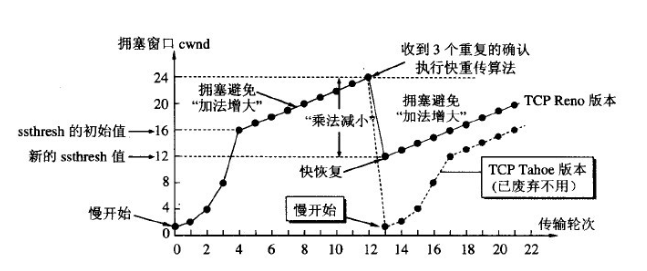 拥塞窗口 cwnd
收到 3 个重复的确认
执行快重传算法
24
20
16
12
8
4
0
拥塞避免
“加法增大”
“乘法减小”
拥塞避免
“加法增大”
TCP Reno 版本
ssthresh 的初始值
新的 ssthresh 值
快恢复
TCP Tahoe 版本
(已废弃不用)
慢开始
慢开始
传输轮次
0 2 4 6 8 10 12 14 16 18 20 22